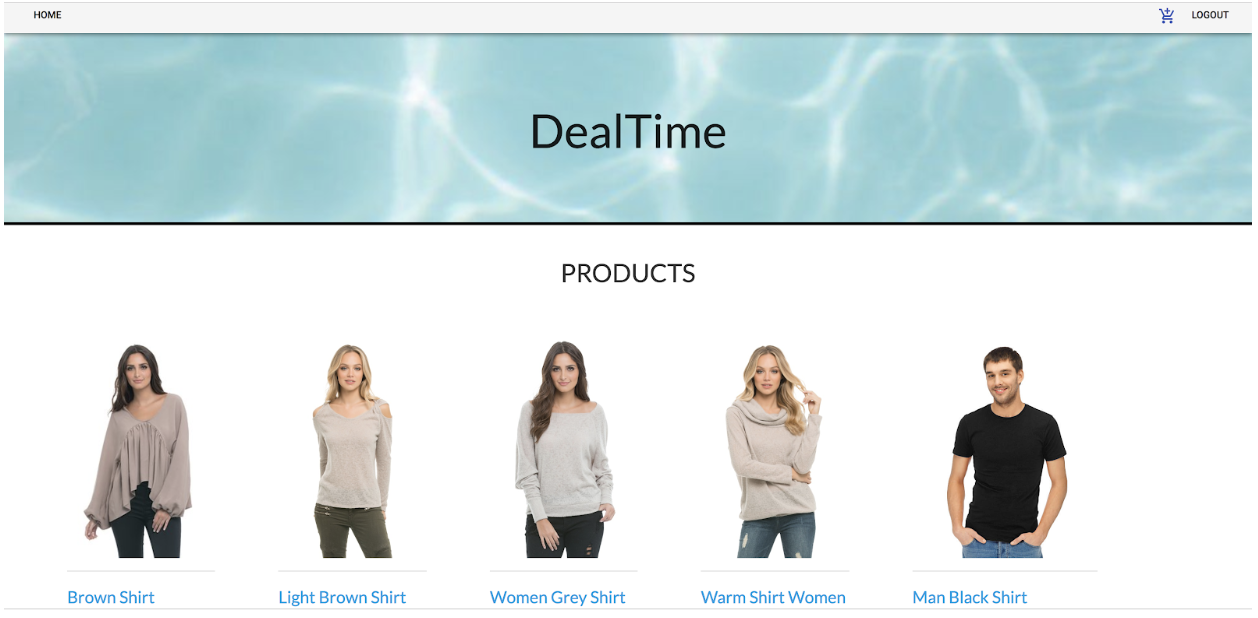 HOME LOGOUT
DealTime
PRODUCTS
Brown Shirt Light Brown Shirt Women Grey Shirt Warm Shirt Women Man Black Shirt